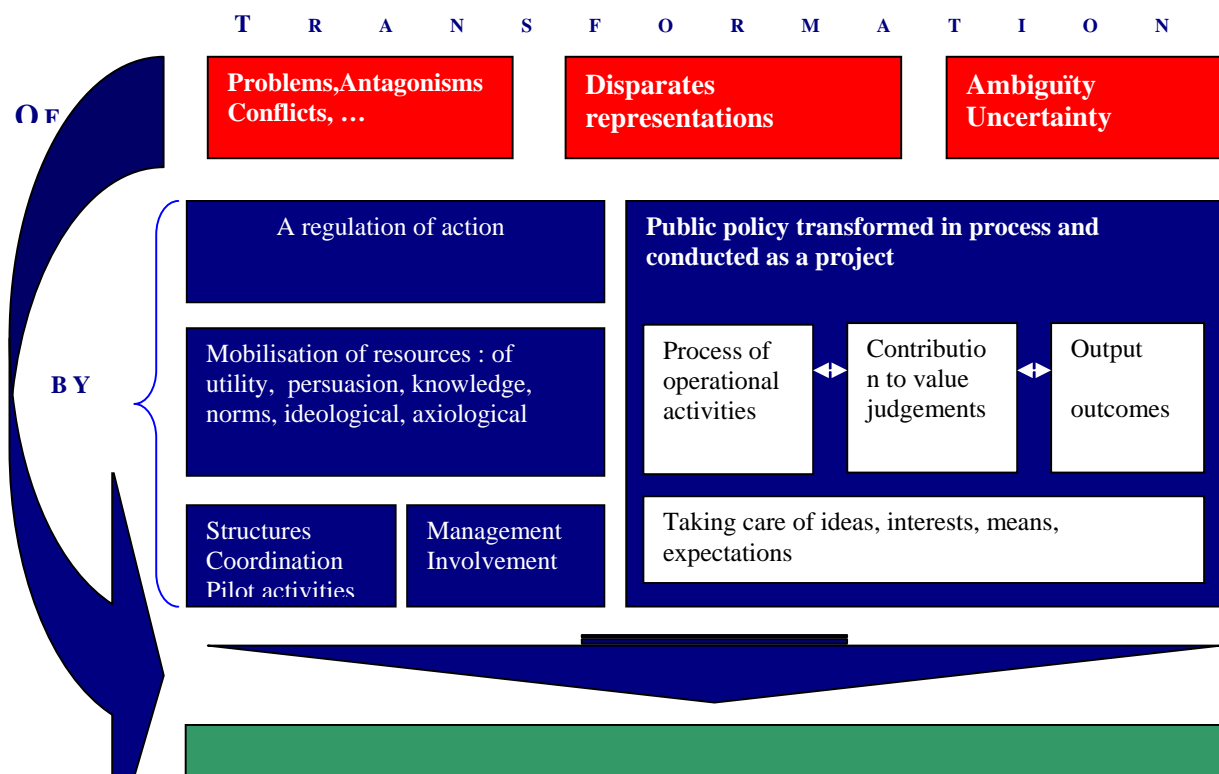 T R A N S F O R M A T I O N
OF
Problems,Antagonisms
Conflicts, …
Disparates
representations
Ambiguïty
Uncertainty
BY
A regulation of action
Mobilisation of resources : of
utility, persuasion, knowledge,
norms, ideological, axiological
Structures
Coordination
Pilot activities
Management
Involvement
Public policy transformed in process and
conducted as a project
Process of
operational
activities
Contributio
n to value
judgements
Output
outcomes
Taking care of ideas, interests, means,
expectations